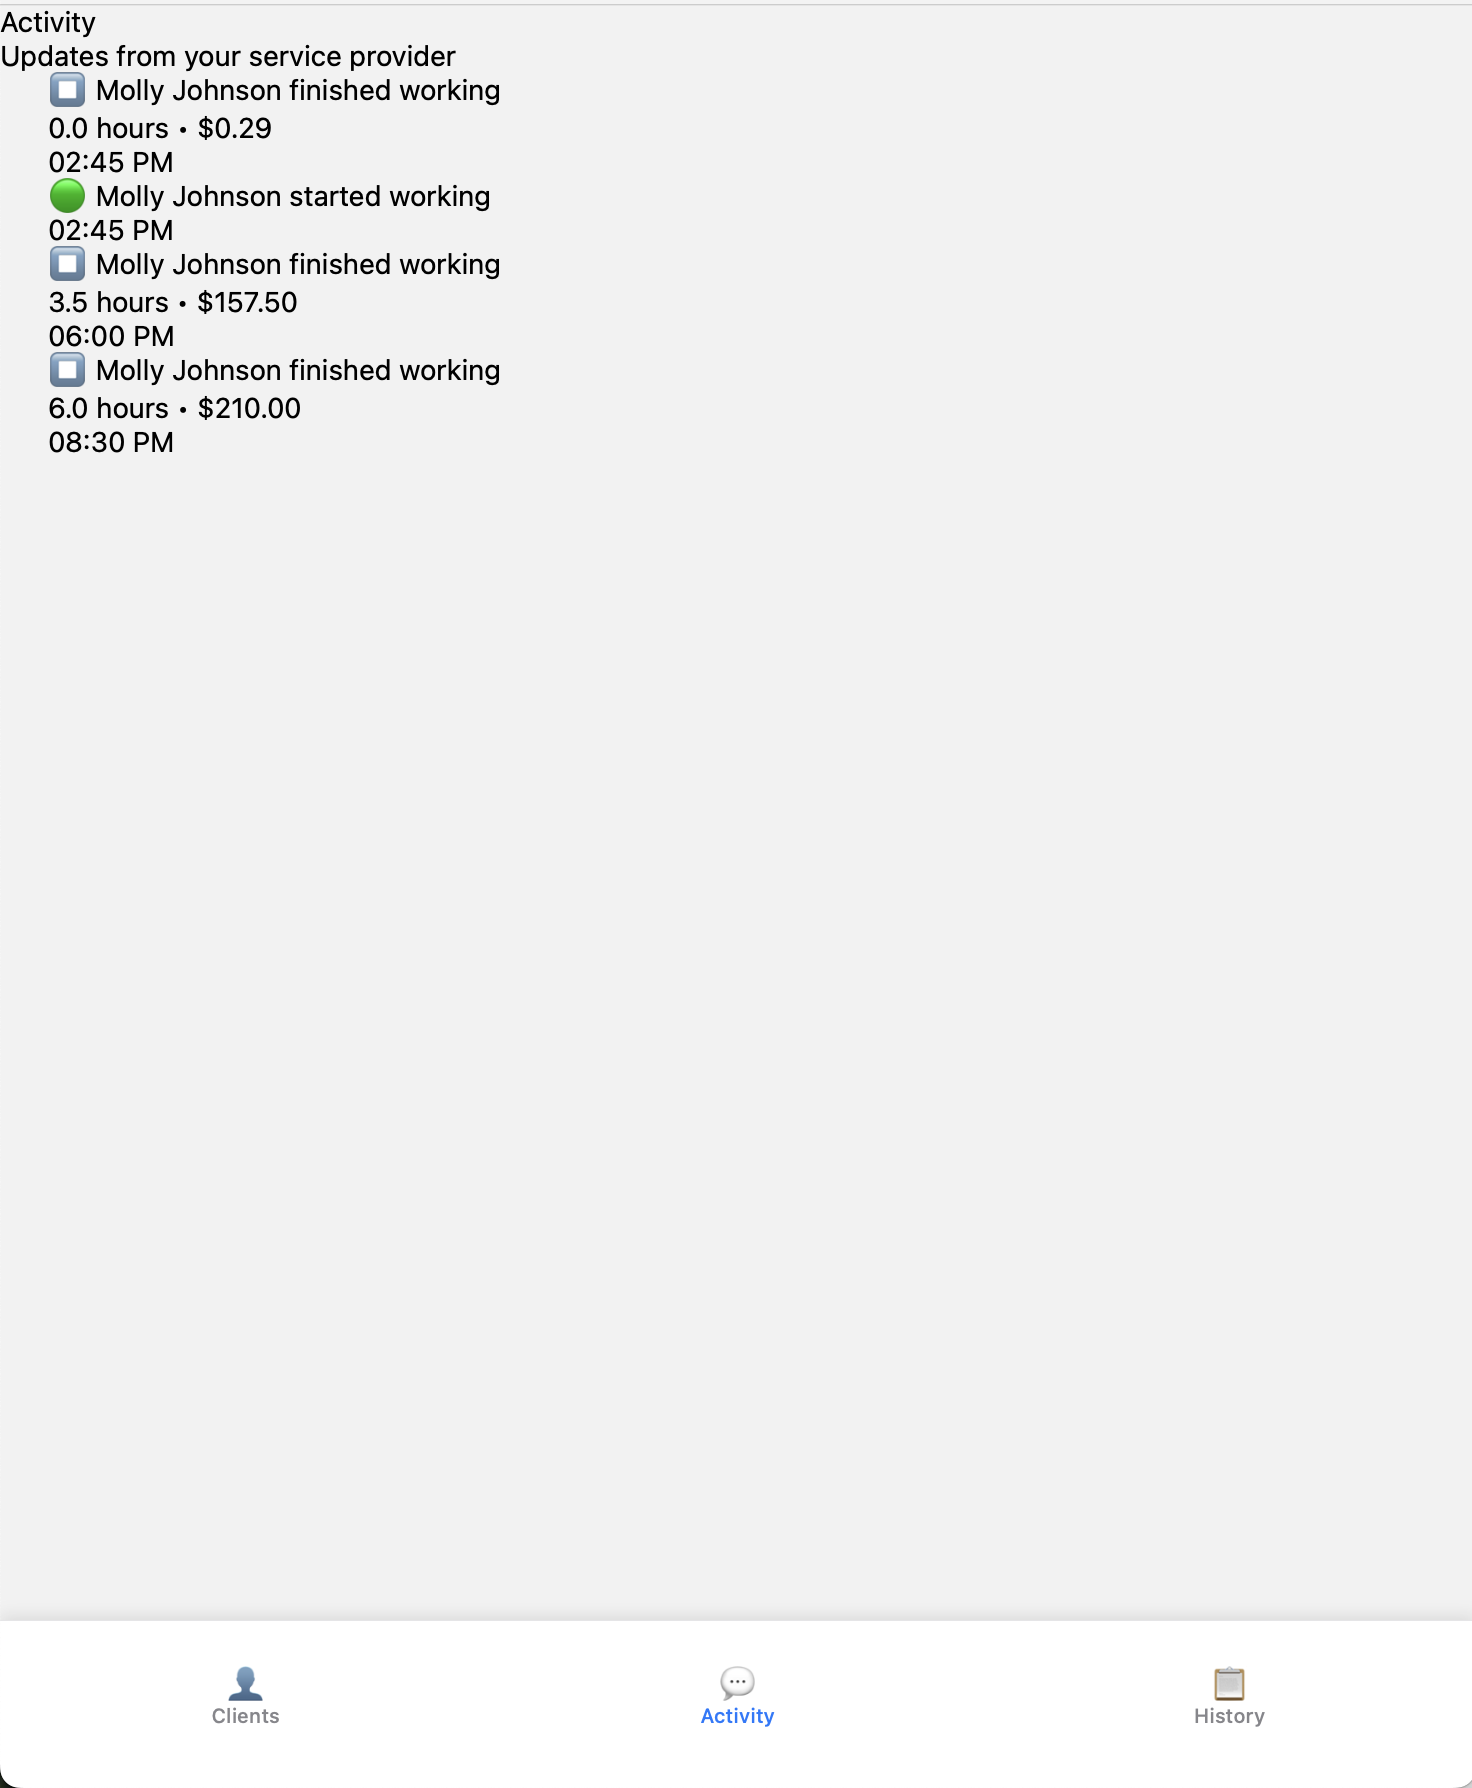 Activity
Updates from your service provider
Molly Johnson finished working
0.0 hours • $0.29
02:45 PM
Molly Johnson started working
02:45 PM
Molly Johnson finished working
3.5 hours • $157.50
06:00 PM
Molly Johnson finished working
6.0 hours • $210.00
08:30 PM
Clients
Activity
History